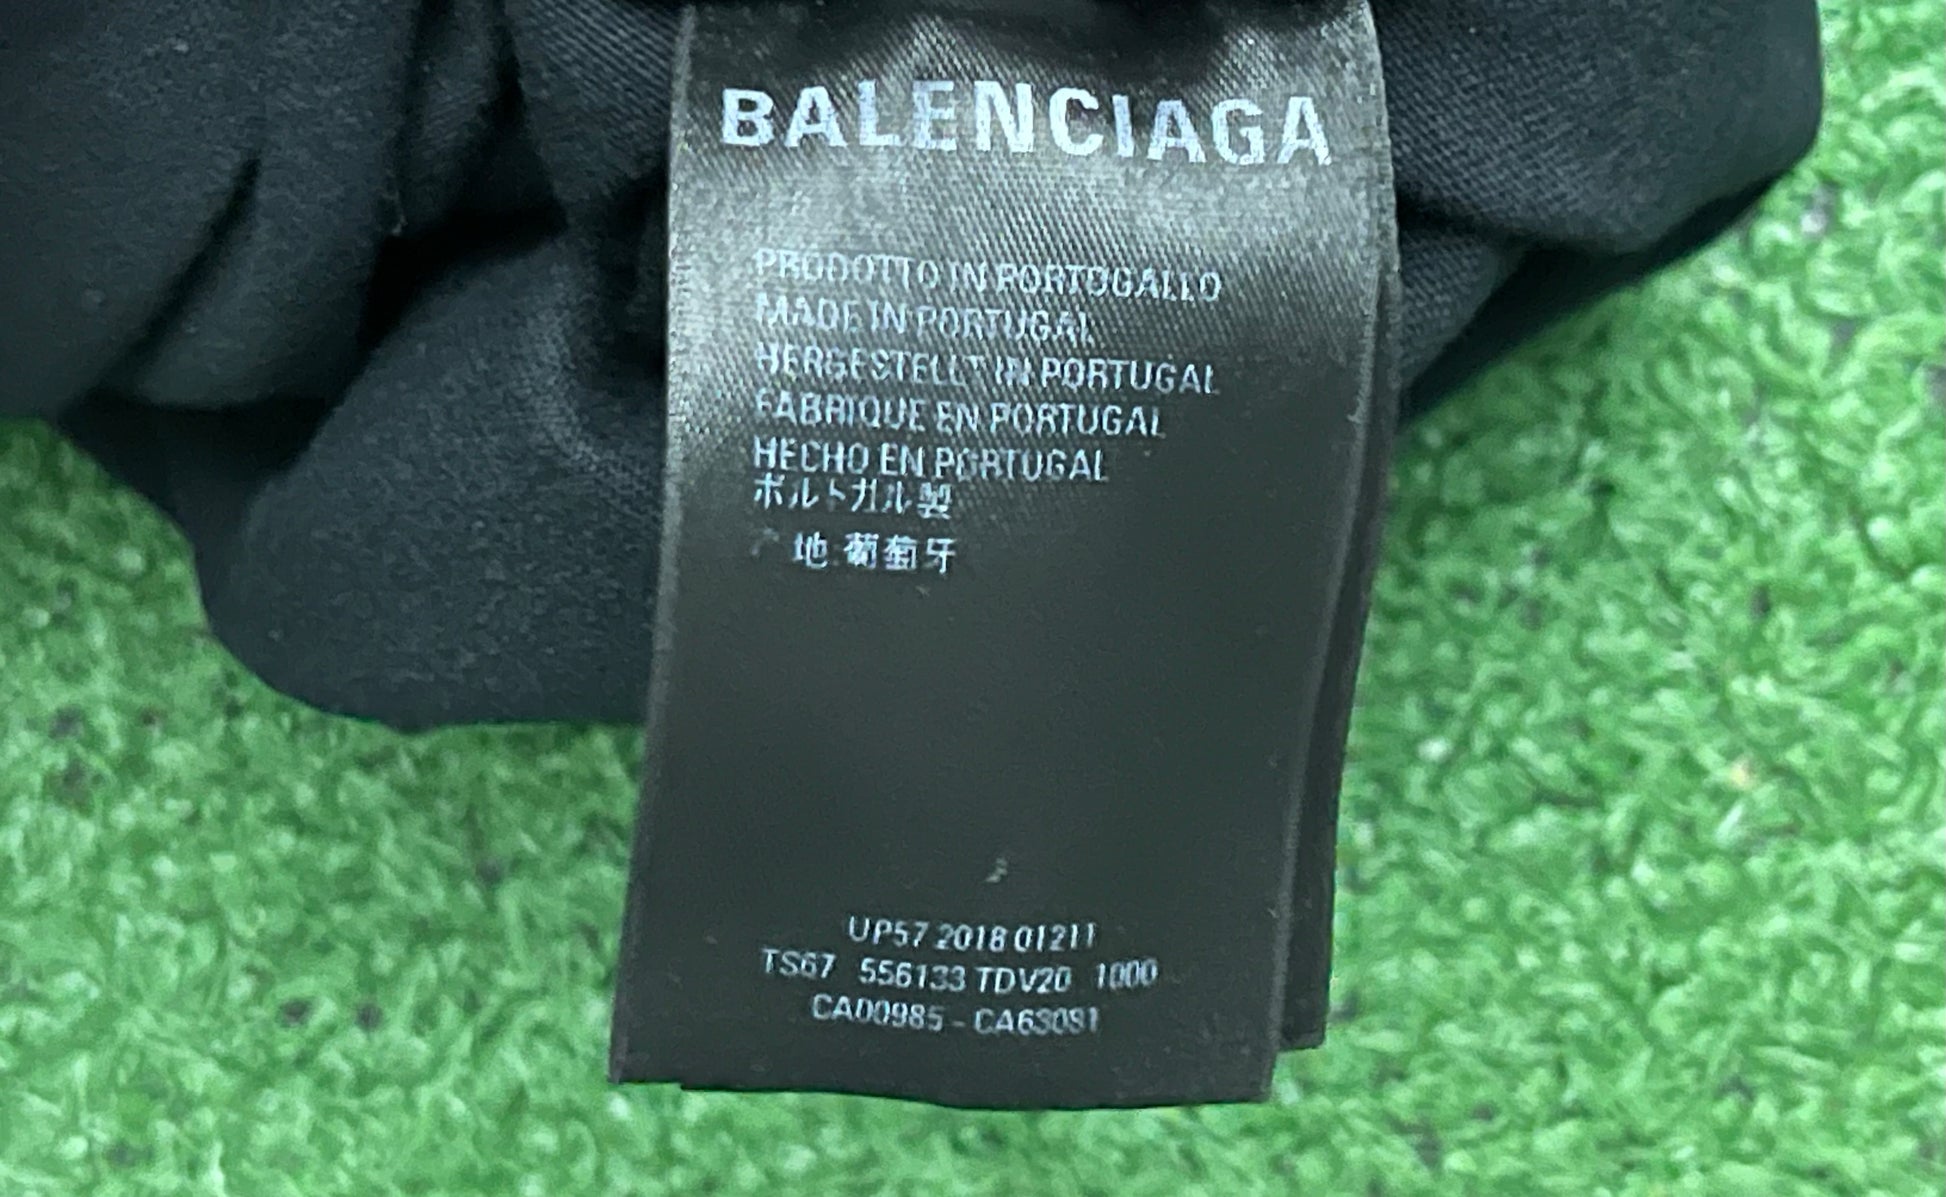 BALENCIAGA
PRODOTTO IN PORTOGALLO
MADE IN PORTUGAL
HERGESTELLT IN PORTUGAL
FABRIQUE EN PORTUGAL
HECHO EN PORTUGAL
ポルトガル製
产地:葡萄牙
UP57 2018 01211
TS67 556133 TDV20 1000
CA00985 - CA63081